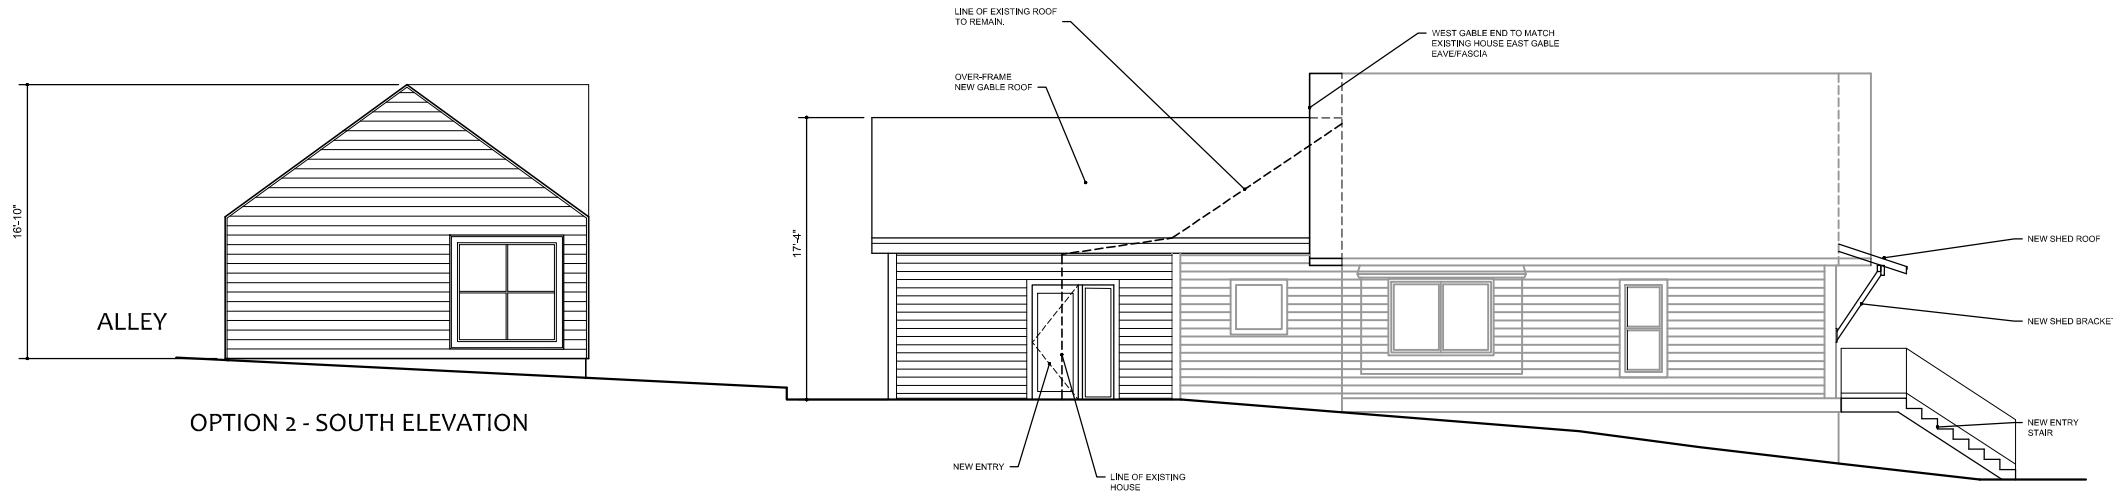 LINE OF EXISTING ROOF
TO REMAIN.
WEST GABLE END TO MATCH
EXISTING HOUSE EAST GABLE
EAVE/FASCIA
OVER-FRAME
NEW GABLE ROOF
16'-10"
17'-4"
NEW SHED ROOF
ALLEY
NEW SHED BRACKET
OPTION 2 - SOUTH ELEVATION
NEW ENTRY
STAIR
NEW ENTRY
LINE OF EXISTING
HOUSE